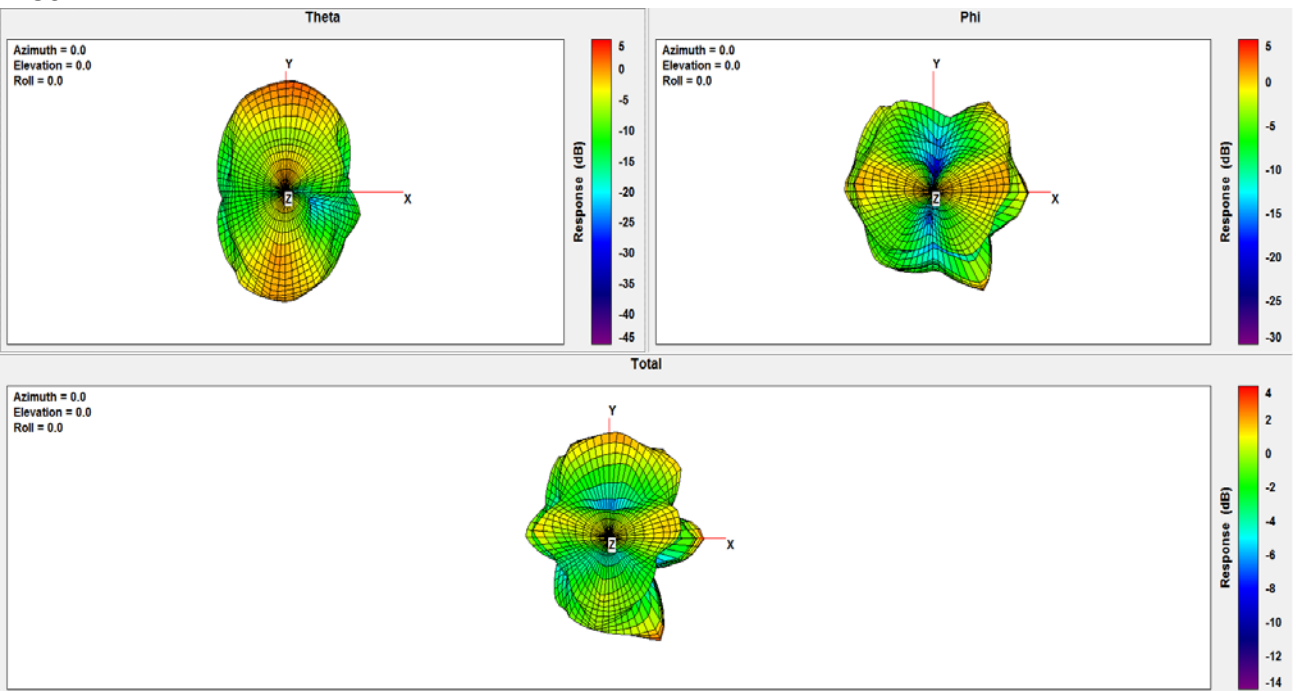 Theta
Azimuth = 0.0
Elevation = 0.0
Roll = 0.0
Y
X
Z
Response (dB)
5
0
-5
-10
-15
-20
-25
-30
-35
-40
-45
Phi
Azimuth = 0.0
Elevation = 0.0
Roll = 0.0
Y
X
Z
Response (dB)
5
0
-5
-10
-15
-20
-25
-30
Total
Azimuth = 0.0
Elevation = 0.0
Roll = 0.0
Y
X
Z
Response (dB)
4
2
0
-2
-4
-6
-8
-10
-12
-14